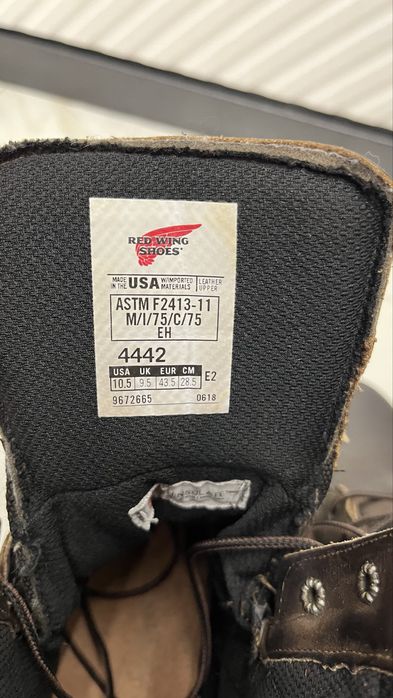 RED WING
SHOES
MADE IN THE USA W/IMPORTED MATERIALS LEATHER UPPER
ASTM F2413-11
M/I/75/C/75
EH
4442
USA UK EUR CM
10.5 9.5 43.5 28.5 E2
9672665 0618